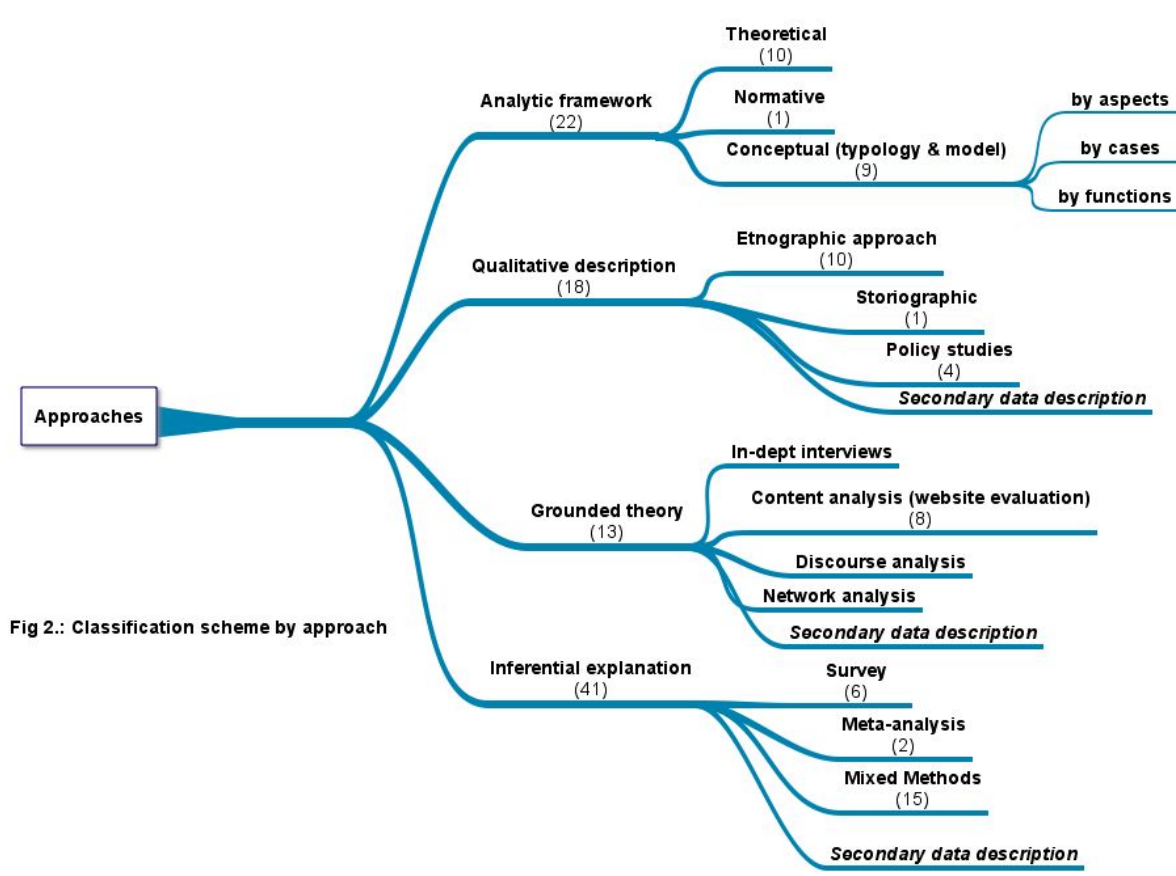 Theoretical
(10)
Analytic framework
(22)
Normative
(1)
Conceptual (typology & model)
(9)
by aspects
by cases
by functions
Etnographic approach
(10)
Qualitative description
(18)
Storiographic
(1)
Policy studies
(4)
Secondary data description
Approaches
In-dept interviews
Content analysis (website evaluation)
(8)
Grounded theory
(13)
Discourse analysis
Network analysis
Secondary data description
Fig 2.: Classification scheme by approach
Inferential explanation
(41)
Survey
(6)
Meta-analysis
(2)
Mixed Methods
(15)
Secondary data description